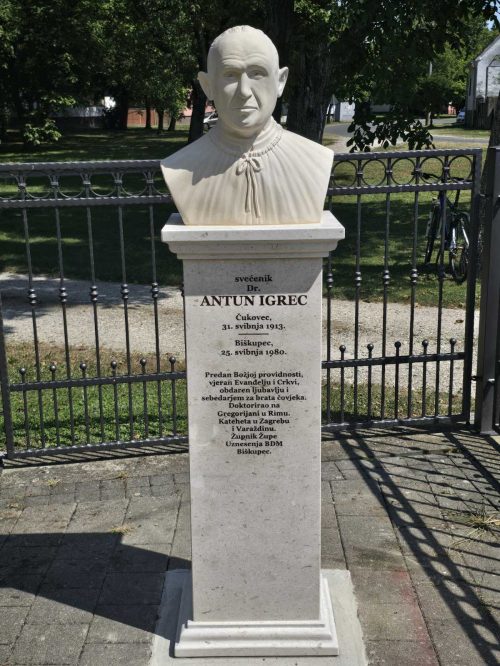 svećenik
Dr.
ANTUN IGREC
Čukovec,
31. svibnja 1913.
Biškupec,
25. svibnja 1980.
Predan Božjoj providnosti,
vjeran Evanđelju i Crkvi,
obdaren ljubavlju i
sebedarjem za brata čovjeka.
Doktorirao na
Gregorijani u Rimu.
Kateheta u Zagrebu
i Varaždinu.
Župnik Župe
Uznesenja BDM
Biškupec.